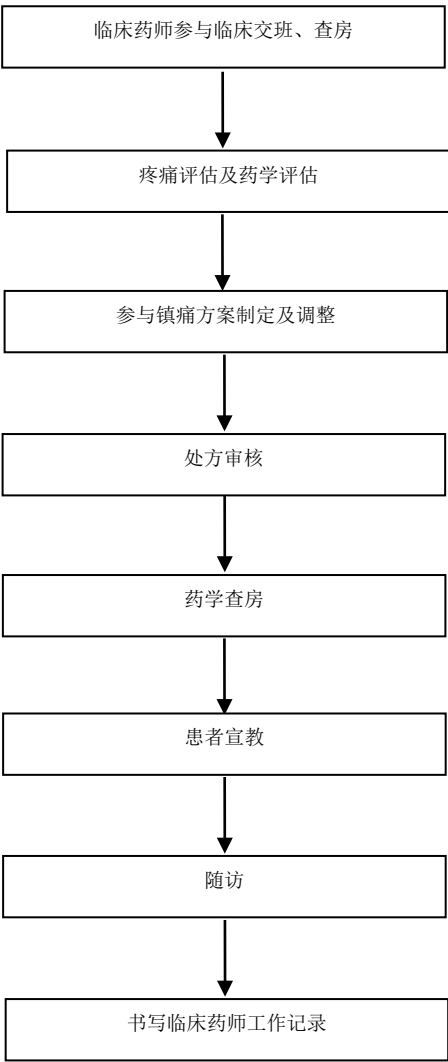 临床药师参与临床交班、查房
疼痛评估及药学评估
参与镇痛方案制定及调整
处方审核
药学查房
患者宣教
随访
书写临床药师工作记录